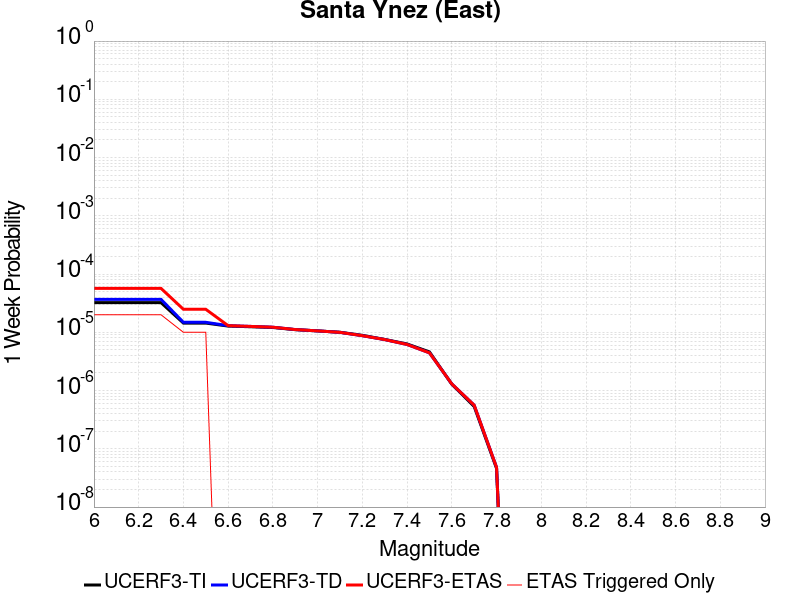 Santa Ynez (East)
1 Week Probability
10^0
10^-1
10^-2
10^-3
10^-4
10^-5
10^-6
10^-7
10^-8
6 6.2 6.4 6.6 6.8 7 7.2 7.4 7.6 7.8 8 8.2 8.4 8.6 8.8 9
Magnitude
UCERF3-TI UCERF3-TD UCERF3-ETAS ETAS Triggered Only